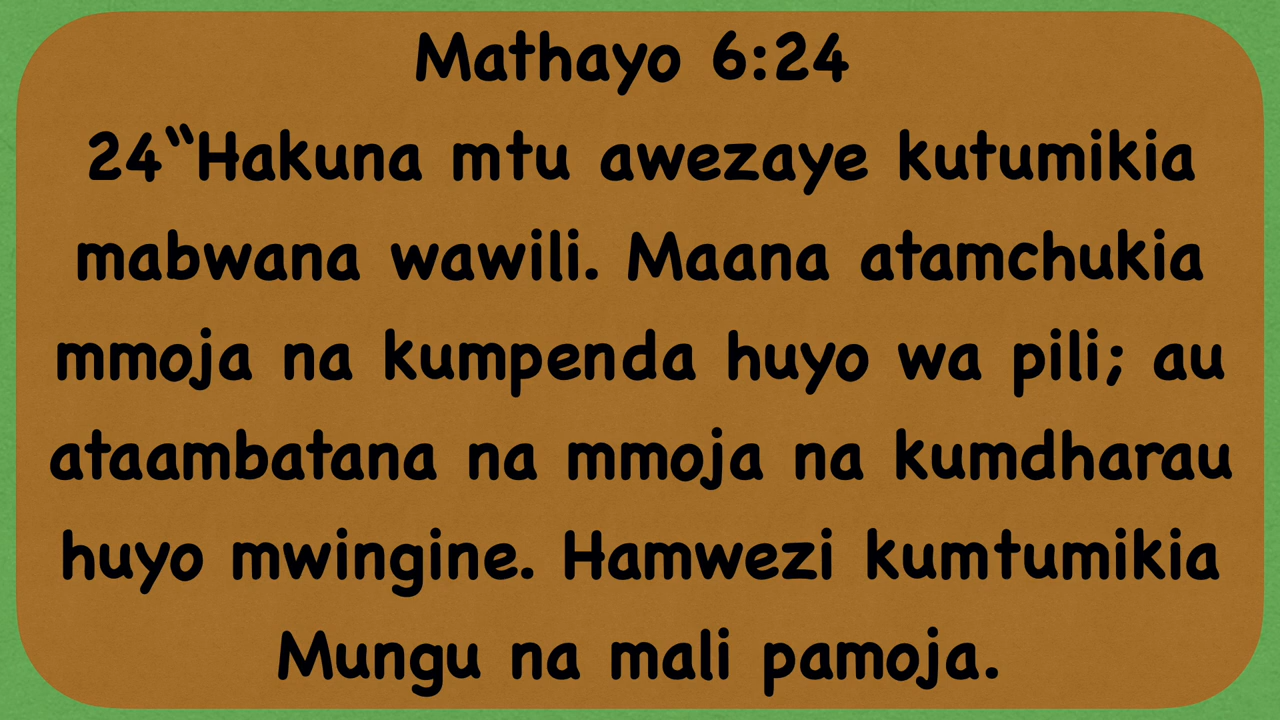 Mathayo 6:24
24“Hakuna mtu awezaye kutumikia
mabwana wawili. Maana atamchukia
mmoja na kumpenda huyo wa pili; au
ataambatana na mmoja na kumdharau
huyo mwingine. Hamwezi kumtumikia
Mungu na mali pamoja.